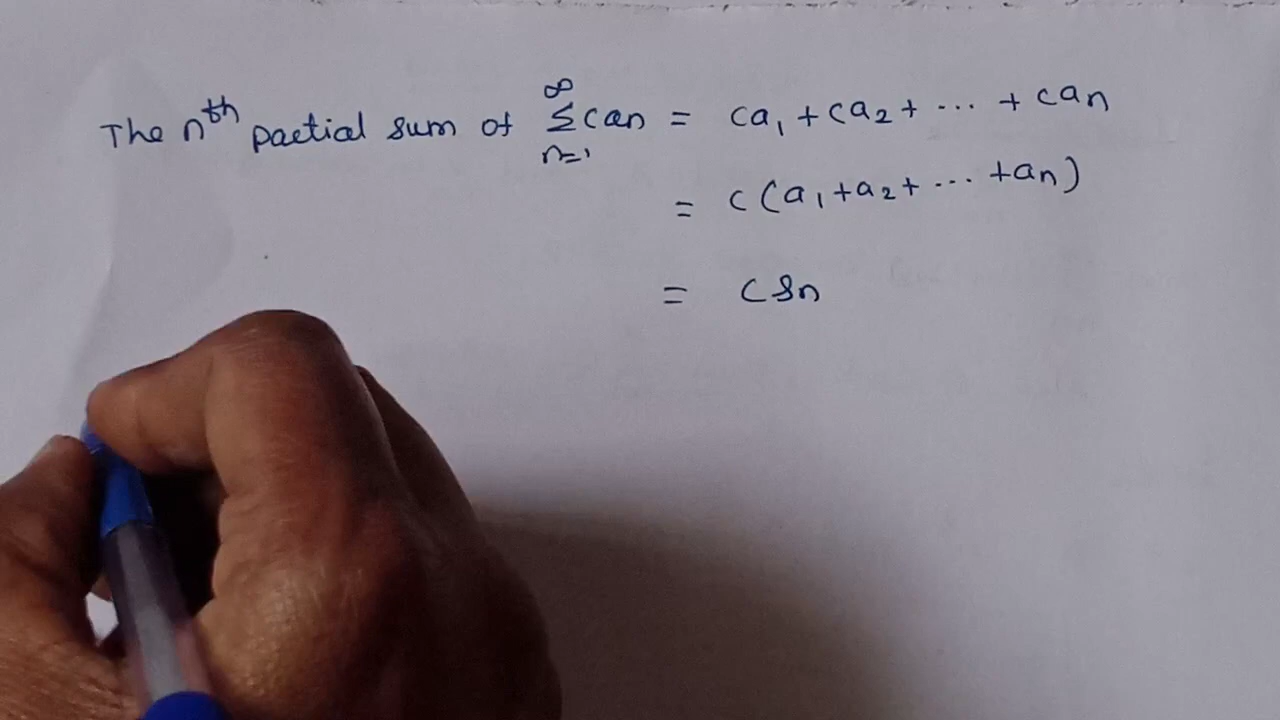 The nth partial sum of ∞ Σ n=1 can = ca1 + ca2 + ... + can
= c(a1 + a2 + ... + an)
= csn